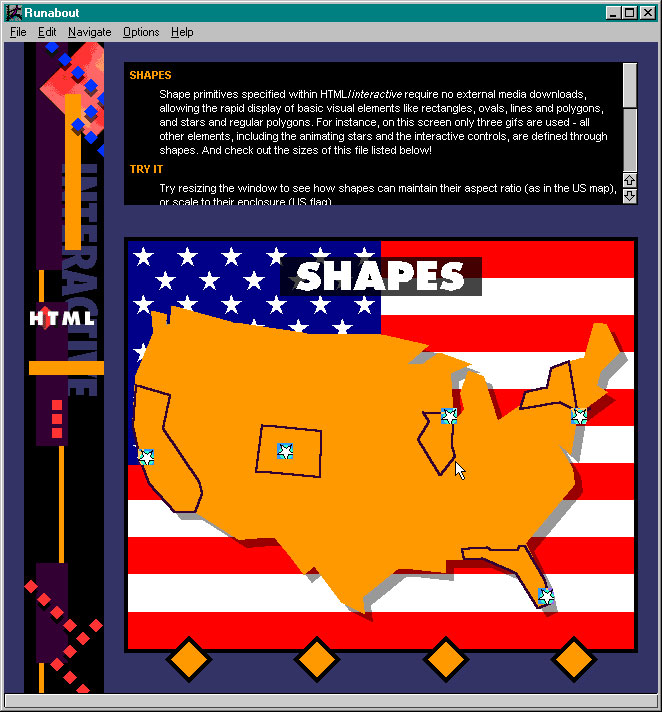 Runabout
File Edit Navigate Options Help
SHAPES
Shape primitives specified within HTML/interactive require no external media downloads,
allowing the rapid display of basic visual elements like rectangles, ovals, lines and polygons,
and stars and regular polygons. For instance, on this screen only three gifs are used - all
other elements, including the animating stars and the interactive controls, are defined through
shapes. And check out the sizes of this file listed below!
TRY IT
Try resizing the window to see how shapes can maintain their aspect ratio (as in the US map),
or scale to their enclosure (US flag)
INTERACTIVE
HTML
SHAPES